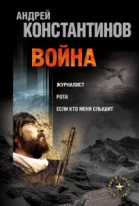 АНДРЕЙ
КОНСТАНТИНОВ
ВОЙНА
ЖУРНАЛИСТ
РОТА
ЕСЛИ КТО МЕНЯ СЛЫШИТ